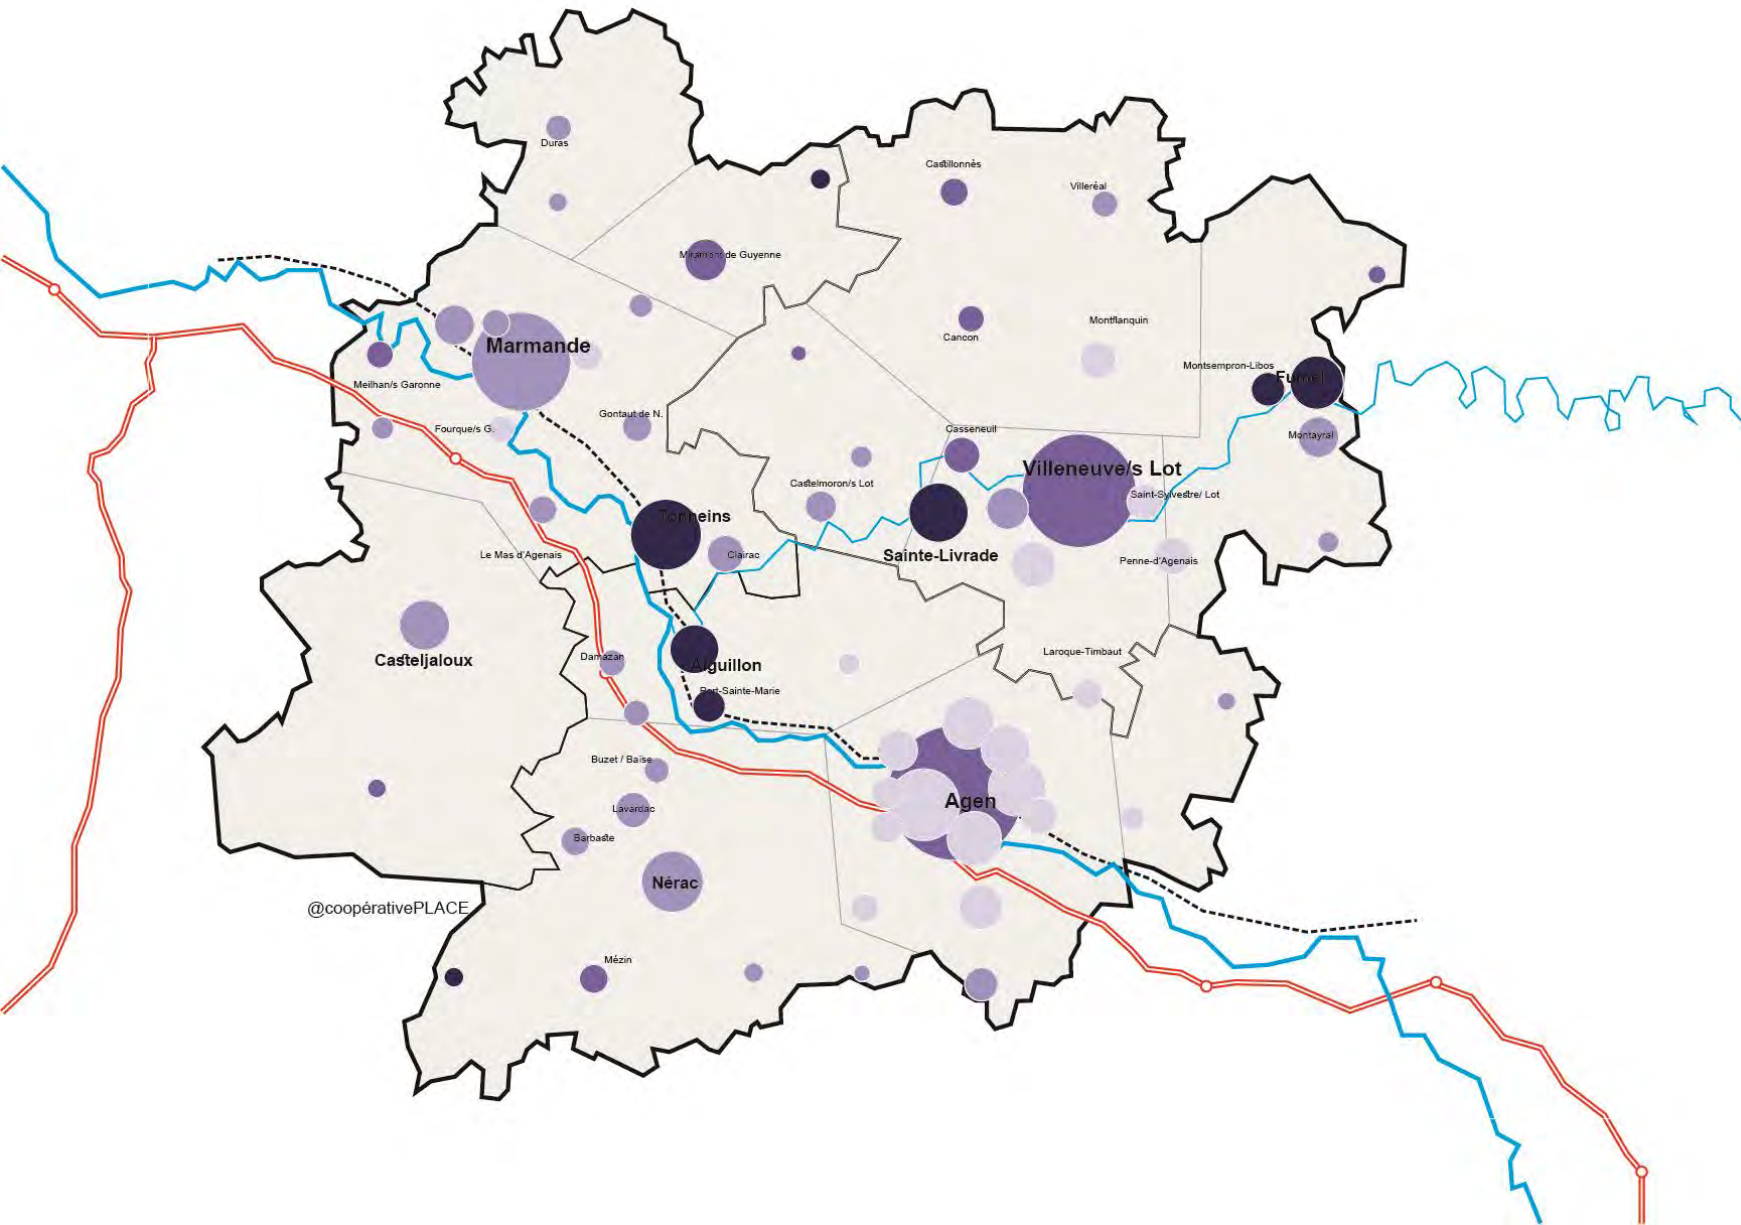 Duras
Castillonnès
Villeréal
Miramont de Guyenne
Montflanquin
Cancon
Marmande
Montsempron-Libos
Fumel
Meilhan/s Garonne
Gontaut de N.
Fourque/s G.
Casseneuil
Montayral
Villeneuve/s Lot
Castelmoron/s Lot
Saint-Sylvestre/ Lot
Tonneins
Le Mas d'Agenais
Clairac
Sainte-Livrade
Penne-d'Agenais
Casteljaloux
Damazan
Aiguillon
Laroque-Timbaut
Port-Sainte-Marie
Buzet / Baïse
Agen
Lavardac
Barbaste
Nérac
@coopérativePLACE
Mézin